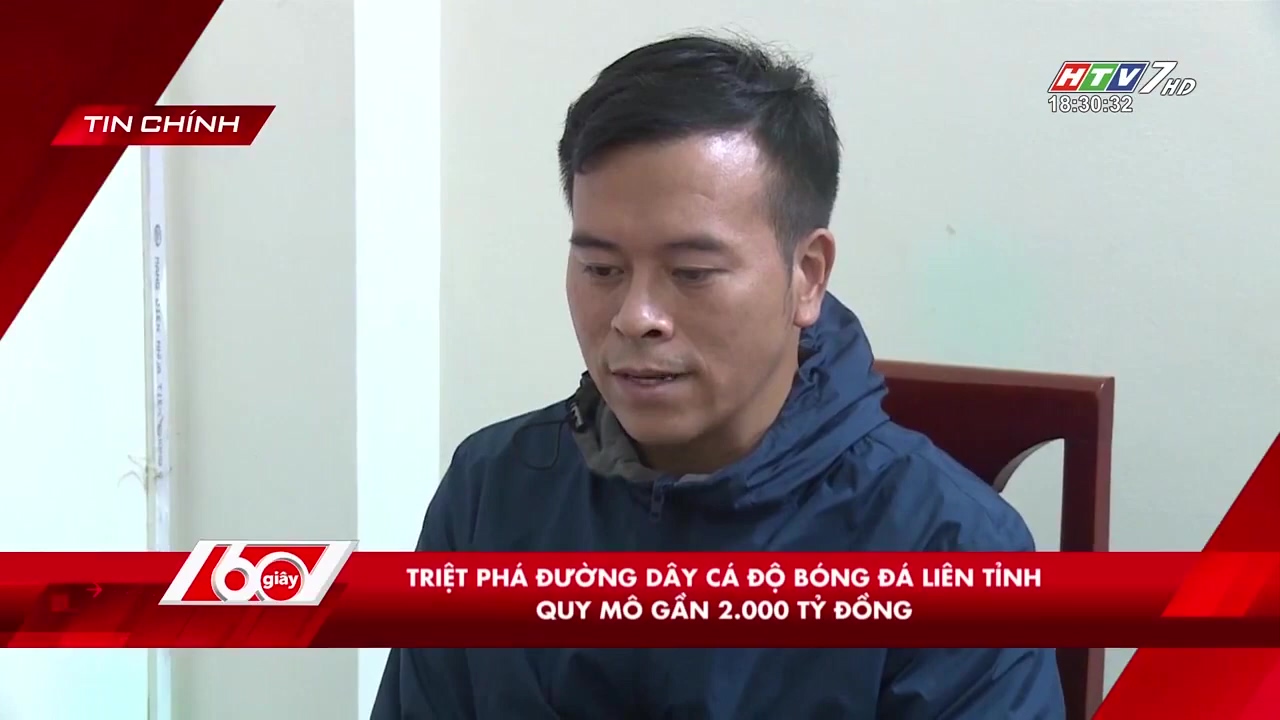 TIN CHÍNH
HTV7 HD
18:30:32
60 giây
TRIỆT PHÁ ĐƯỜNG DÂY CÁ ĐỘ BÓNG ĐÁ LIÊN TỈNH
QUY MÔ GẦN 2.000 TỶ ĐỒNG